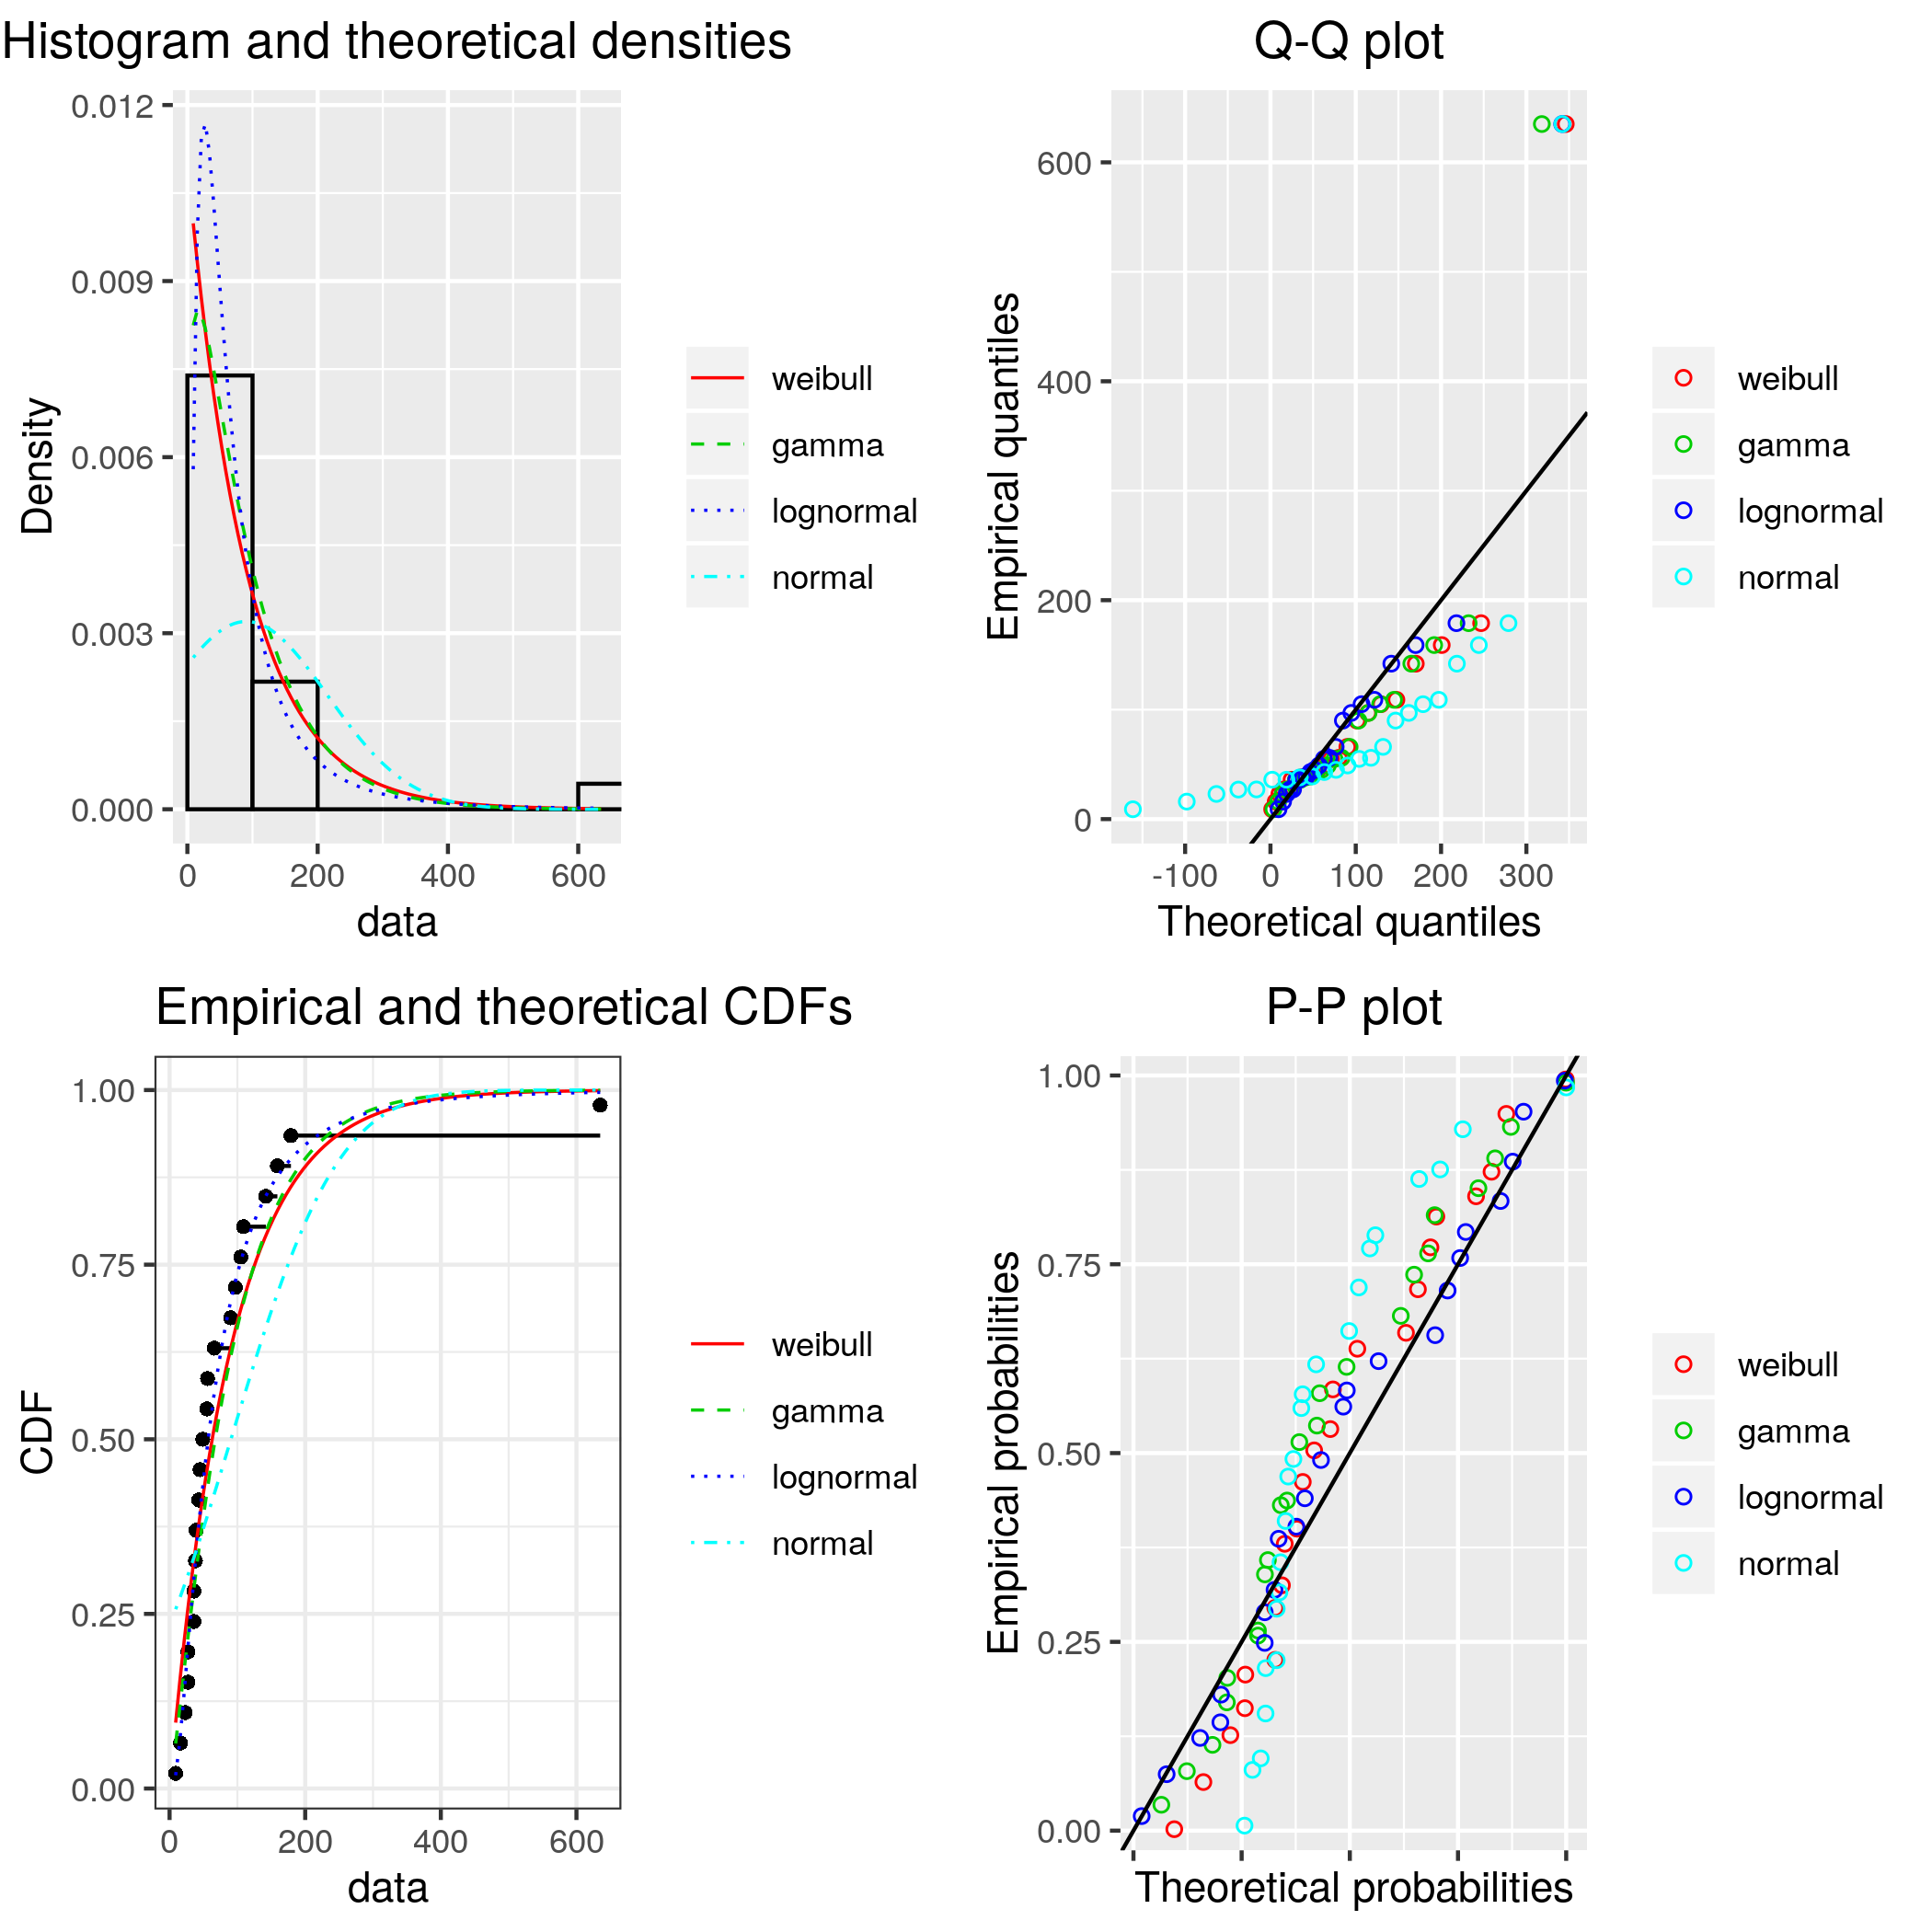 Histogram and theoretical densities
0.012
0.009
0.006
0.003
0.000
Density
0
200
400
600
data
weibull
gamma
lognormal
normal
Q-Q plot
600
400
200
0
Empirical quantiles
-100
0
100
200
300
Theoretical quantiles
weibull
gamma
lognormal
normal
Empirical and theoretical CDFs
1.00
0.75
0.50
0.25
0.00
CDF
0
200
400
600
data
weibull
gamma
lognormal
normal
P-P plot
1.00
0.75
0.50
0.25
0.00
Empirical probabilities
Theoretical probabilities
weibull
gamma
lognormal
normal